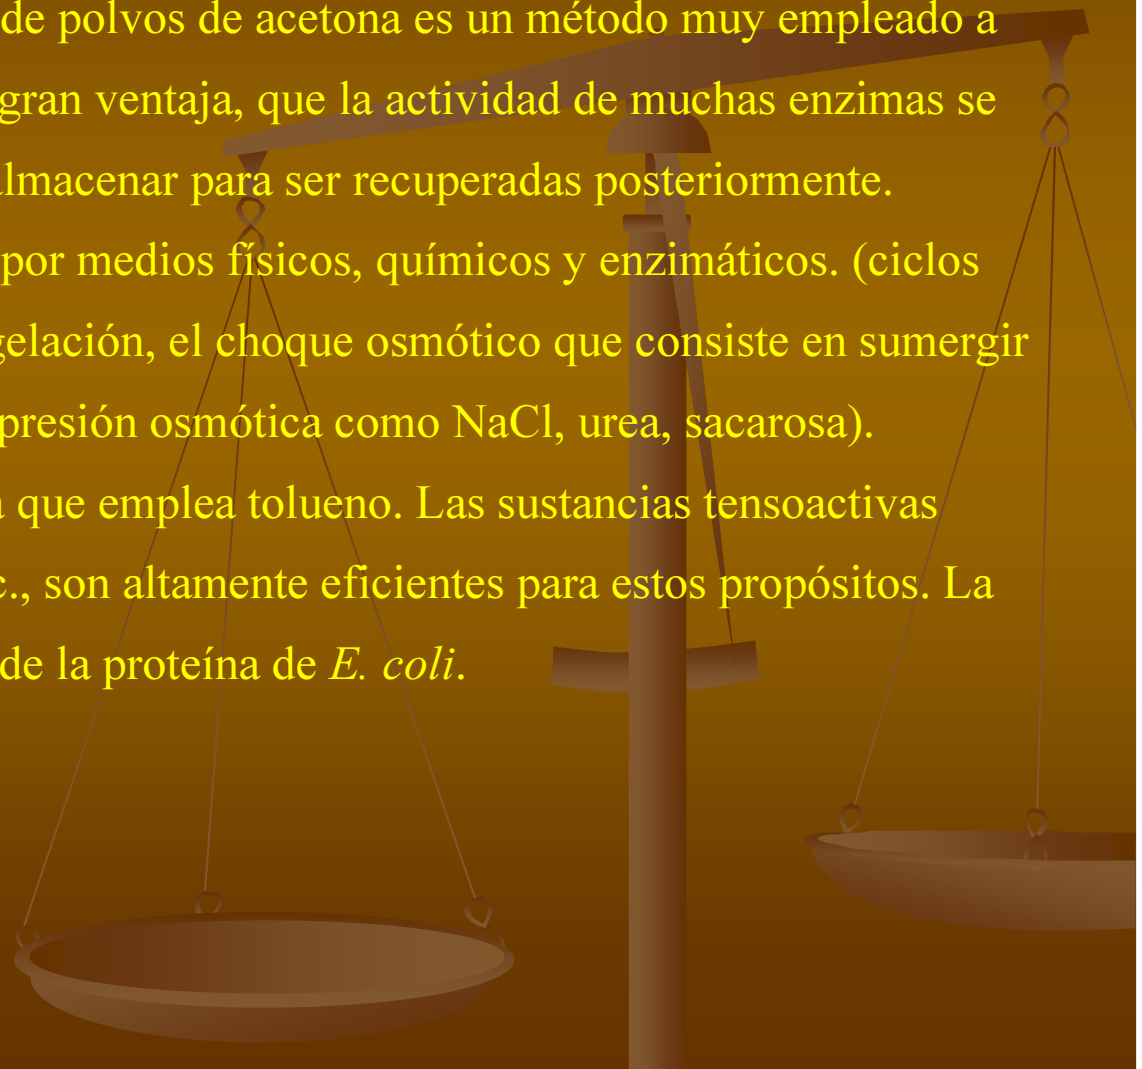 de polvos de acetona es un método muy empleado a
gran ventaja, que la actividad de muchas enzimas se
almacenar para ser recuperadas posteriormente.
por medios físicos, químicos y enzimáticos. (ciclos
gelación, el choque osmótico que consiste en sumergir
presión osmótica como NaCl, urea, sacarosa).
a que emplea tolueno. Las sustancias tensoactivas
c., son altamente eficientes para estos propósitos. La
de la proteína de E. coli.